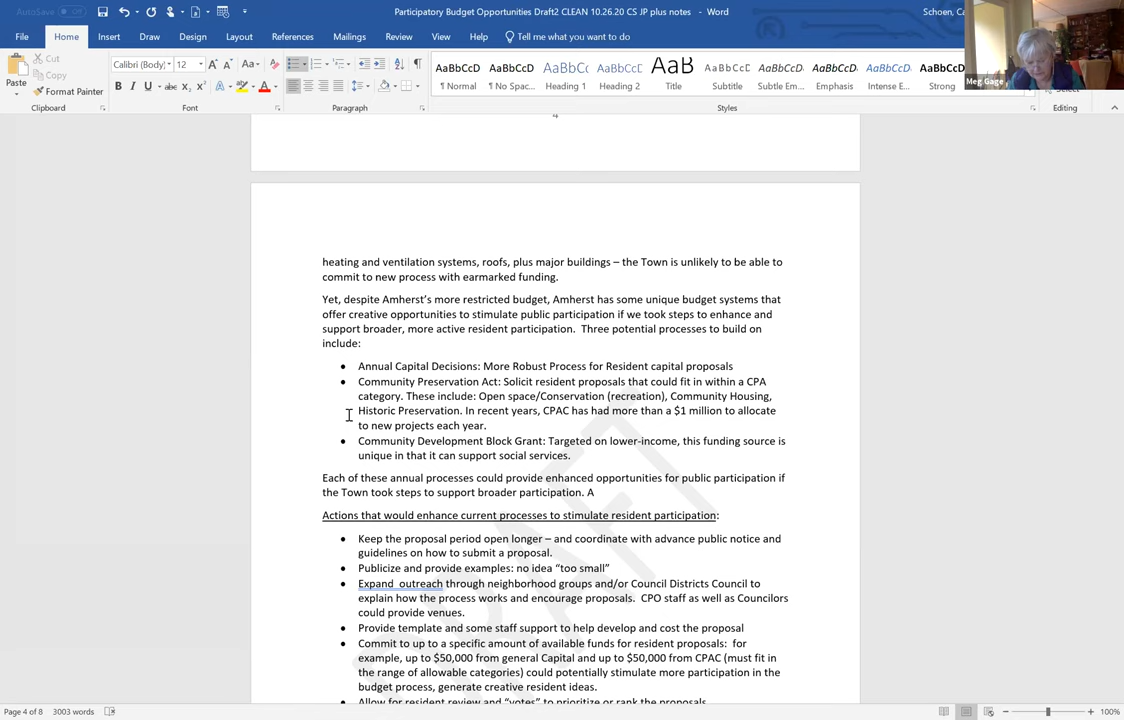 AutoSave
Off
Participatory Budget Opportunities Draft2 CLEAN 10.26.20 CS JP plus notes - Word
Schoen, Ca
File
Home
Insert
Draw
Design
Layout
References
Mailings
Review
View
Help
Tell me what you want to do
Paste
Cut
Copy
Format Painter
Clipboard
Calibri (Body)
12
Font
Paragraph
AaBbCcD
¶ Normal
AaBbCcD
¶ No Spac...
AaBbCc
Heading 1
AaBbCcD
Heading 2
AaB
Title
AaBbCcD
Subtitle
AaBbCcD
Subtle Em...
AaBbCcD
Emphasis
AaBbCcD
Intense E...
AaBbCcD
Strong
Styles
Editing
Meg Gage
4
heating and ventilation systems, roofs, plus major buildings – the Town is unlikely to be able to
commit to new process with earmarked funding.
Yet, despite Amherst's more restricted budget, Amherst has some unique budget systems that
offer creative opportunities to stimulate public participation if we took steps to enhance and
support broader, more active resident participation. Three potential processes to build on
include:
• Annual Capital Decisions: More Robust Process for Resident capital proposals
• Community Preservation Act: Solicit resident proposals that could fit in within a CPA
category. These include: Open space/Conservation (recreation), Community Housing,
Historic Preservation. In recent years, CPAC has had more than a $1 million to allocate
to new projects each year.
• Community Development Block Grant: Targeted on lower-income, this funding source is
unique in that it can support social services.
Each of these annual processes could provide enhanced opportunities for public participation if
the Town took steps to support broader participation. A
Actions that would enhance current processes to stimulate resident participation:
• Keep the proposal period open longer – and coordinate with advance public notice and
guidelines on how to submit a proposal.
• Publicize and provide examples: no idea "too small"
• Expand outreach through neighborhood groups and/or Council Districts Council to
explain how the process works and encourage proposals. CPO staff as well as Councilors
could provide venues.
• Provide template and some staff support to help develop and cost the proposal
• Commit to up to a specific amount of available funds for resident proposals: for
example, up to $50,000 from general Capital and up to $50,000 from CPAC (must fit in
the range of allowable categories) could potentially stimulate more participation in the
budget process, generate creative resident ideas.
• Allow for resident review and "votes" to prioritize or rank the proposals
DRAFT
Page 4 of 8
3003 words
100%